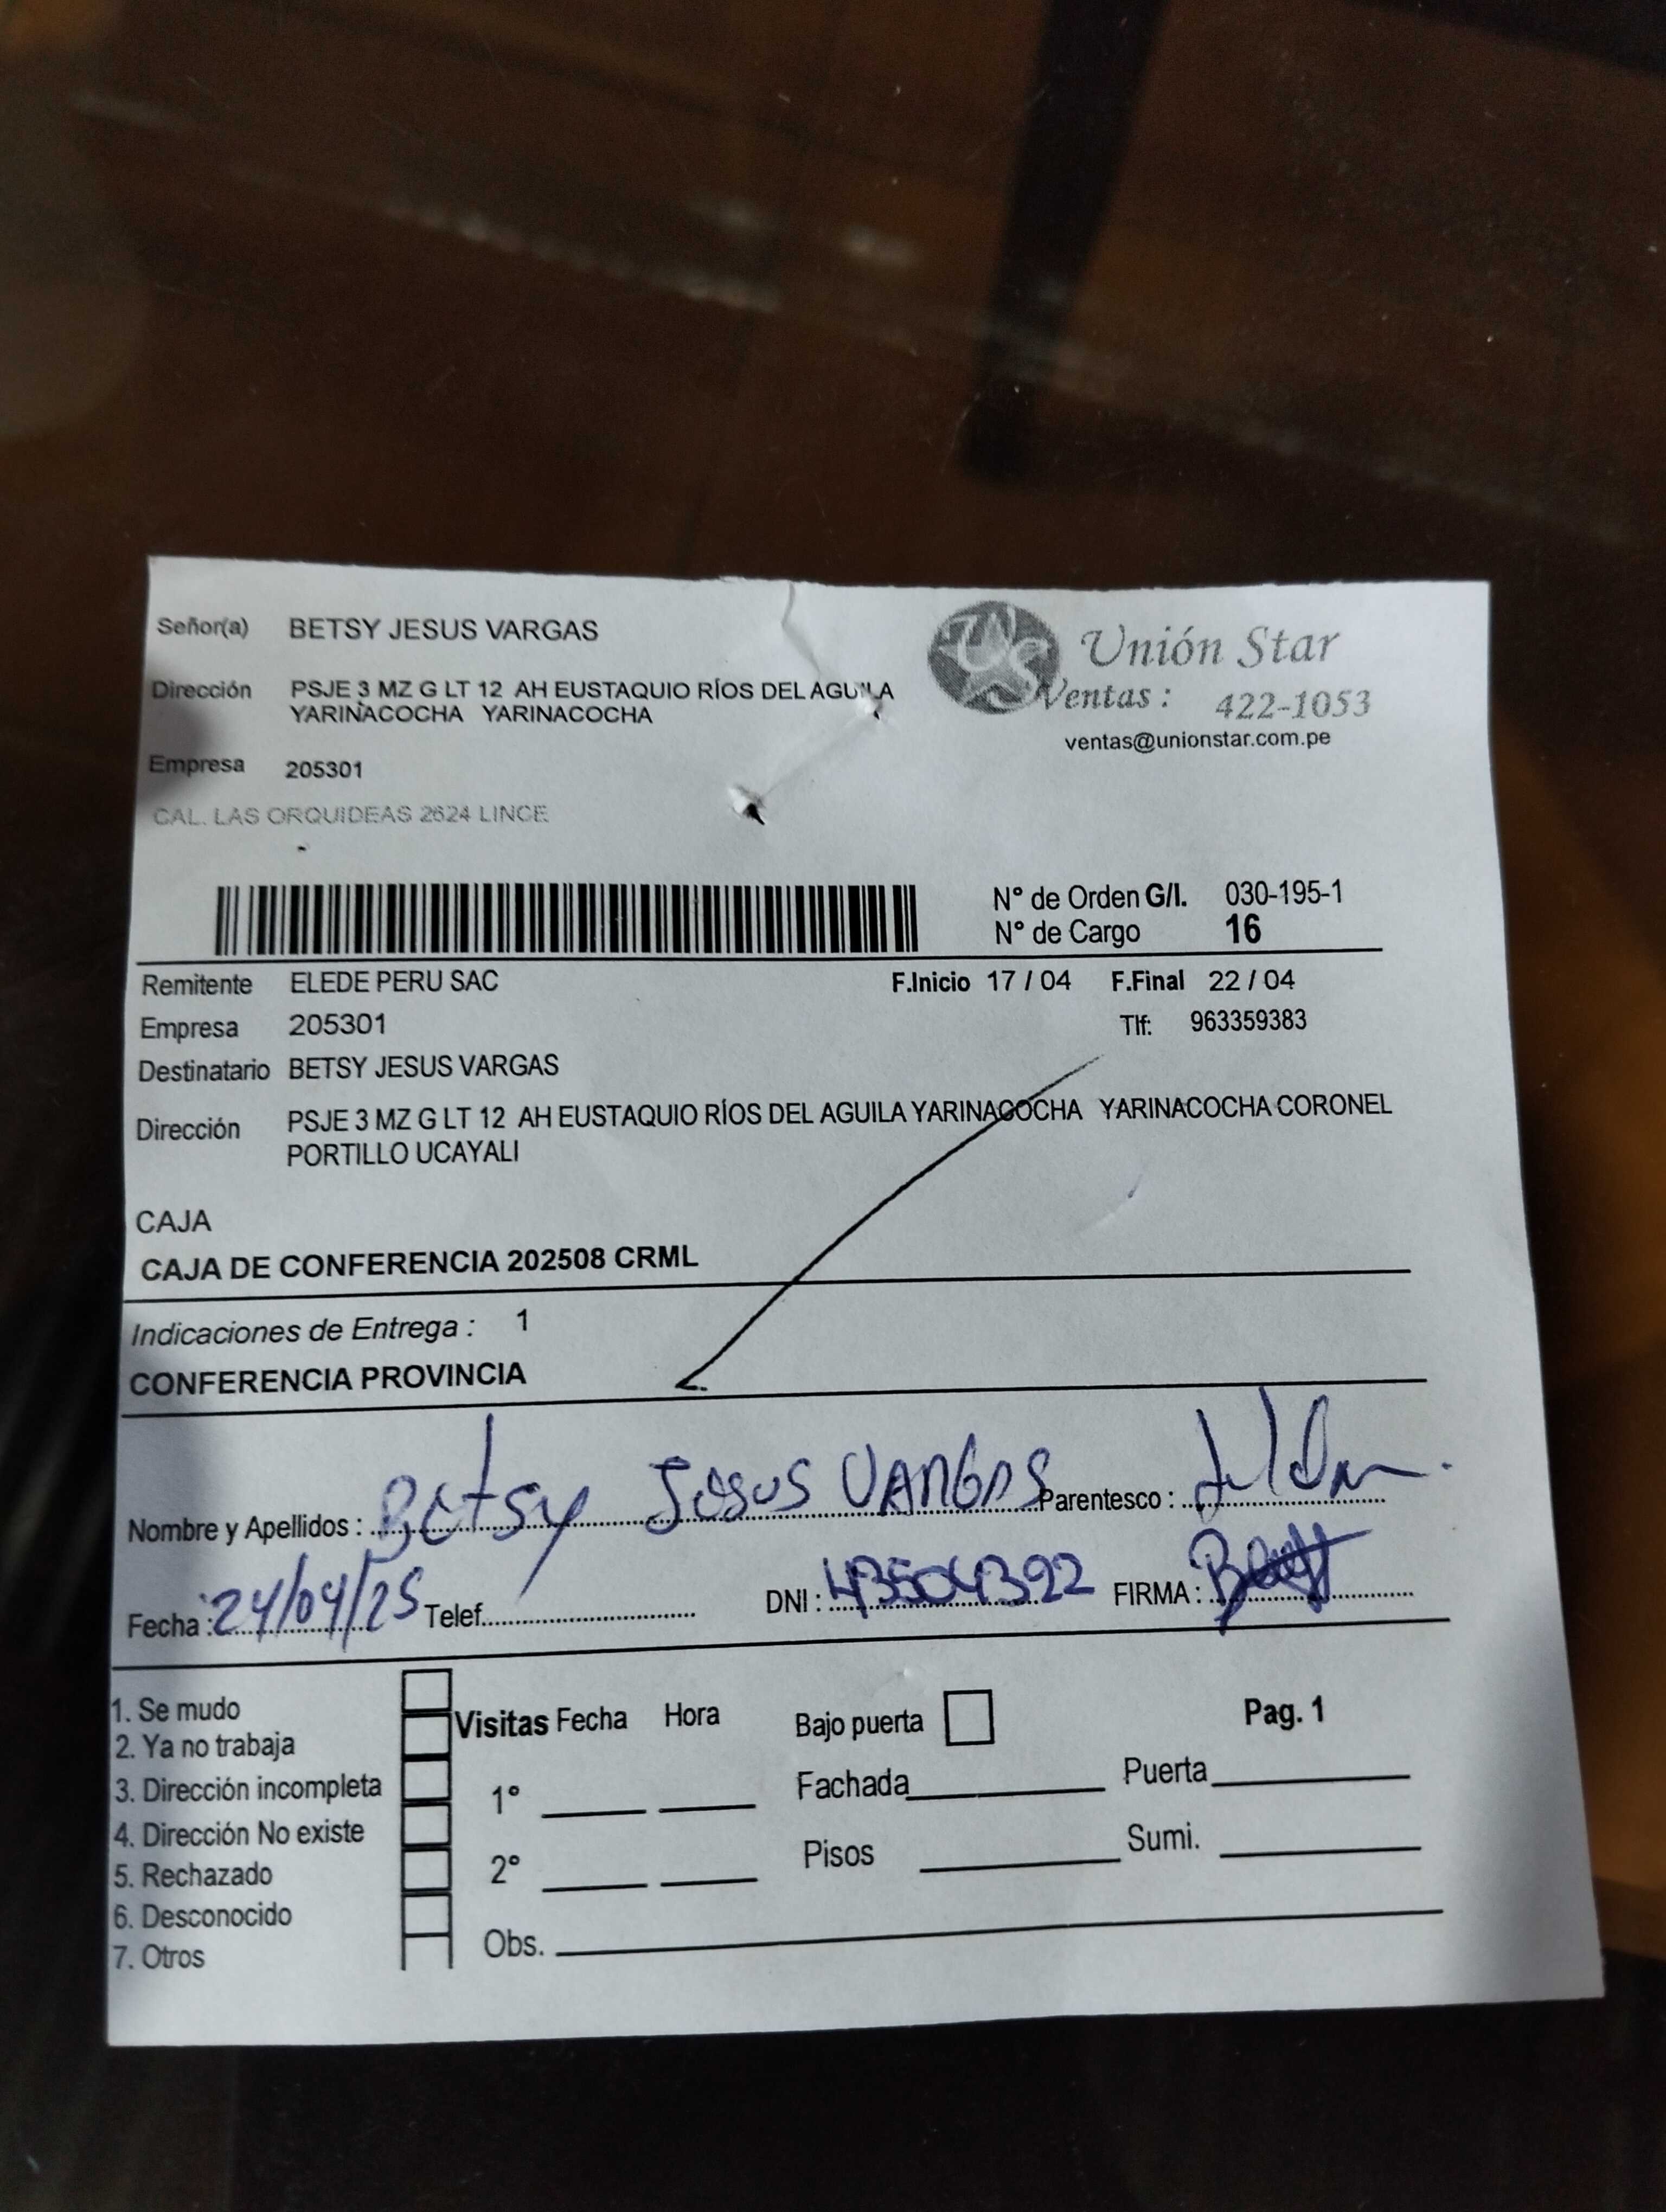 Señor(a) BETSY JESUS VARGAS
Dirección PSJE 3 MZ G LT 12 AH EUSTAQUIO RÍOS DEL AGUILA
YARINACOCHA YARINACOCHA
Empresa 205301
CAL. LAS ORQUIDEAS 2624 LINCE
US Unión Star
Ventas : 422-1053
ventas@unionstar.com.pe
N° de Orden G/I. 030-195-1
N° de Cargo 16
Remitente ELEDE PERU SAC F.Inicio 17 / 04 F.Final 22 / 04
Empresa 205301 Tlf: 963359383
Destinatario BETSY JESUS VARGAS
Dirección PSJE 3 MZ G LT 12 AH EUSTAQUIO RÍOS DEL AGUILA YARINACOCHA YARINACOCHA CORONEL
PORTILLO UCAYALI
CAJA
CAJA DE CONFERENCIA 202508 CRML
Indicaciones de Entrega : 1
CONFERENCIA PROVINCIA
Nombre y Apellidos : Betsy Jesus VARGAS Parentesco :
Fecha : 24/04/25 Telef. DNI : 43504392 FIRMA :
1. Se mudo
2. Ya no trabaja
3. Dirección incompleta
4. Dirección No existe
5. Rechazado
6. Desconocido
7. Otros
Visitas Fecha Hora
1°
2°
Obs.
Bajo puerta Pag. 1
Fachada Puerta
Pisos Sumi.